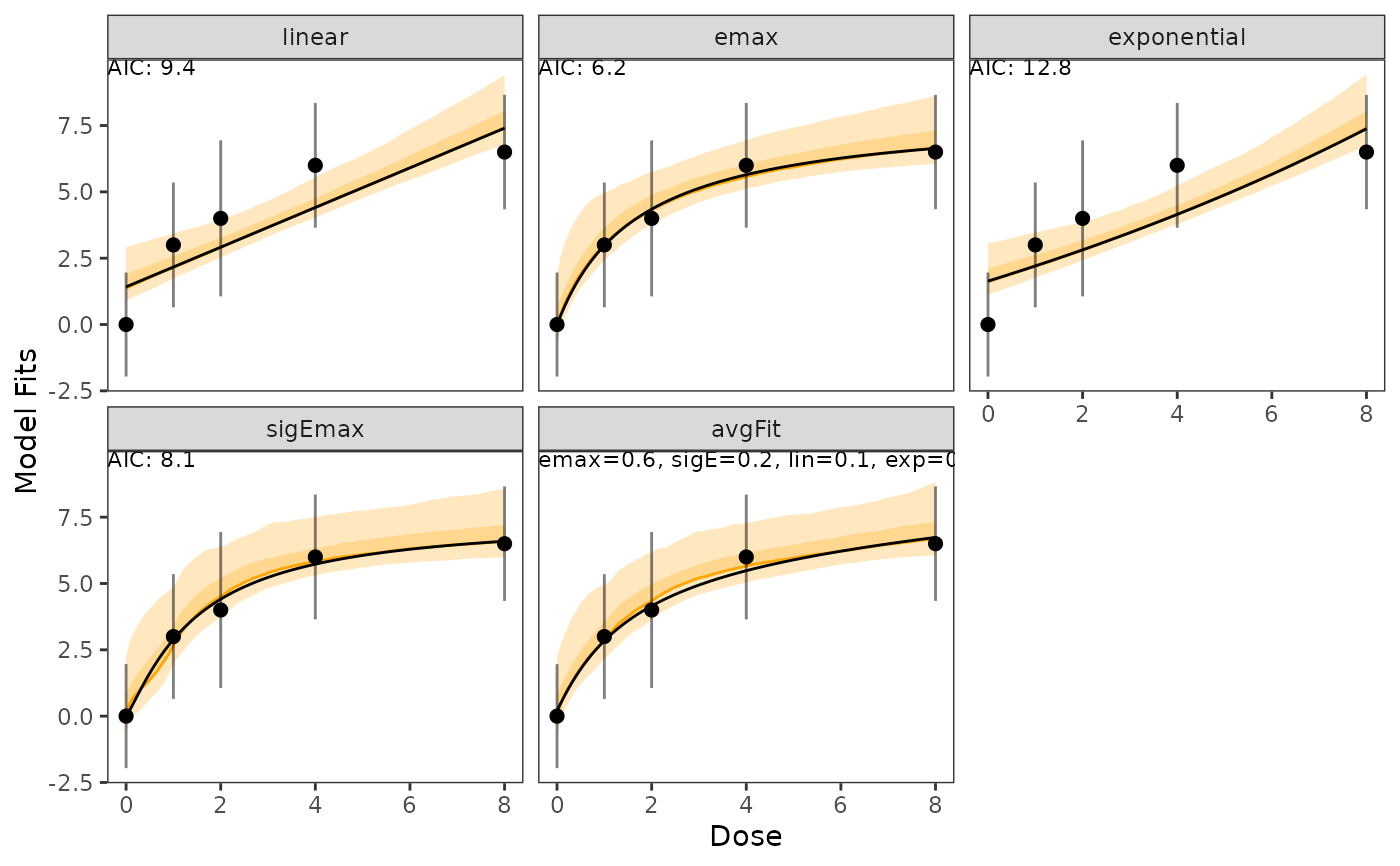 linear
emax
exponential
AIC: 9.4
AIC: 6.2
AIC: 12.8
7.5
5.0
2.5
0.0
-2.5
0 2 4 6 8
Model Fits
sigEmax
avgFit
AIC: 8.1
emax=0.6, sigE=0.2, lin=0.1, exp=0
7.5
5.0
2.5
0.0
-2.5
0 2 4 6 8
0 2 4 6 8
Dose